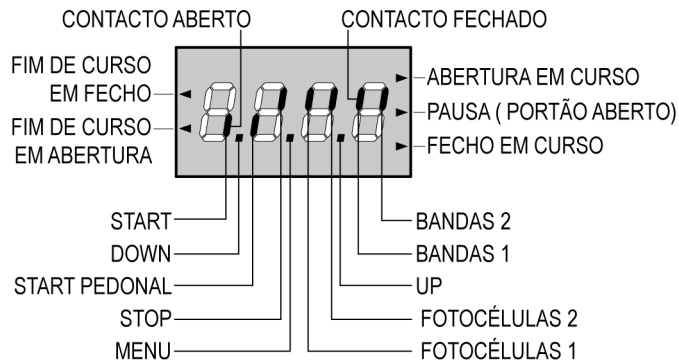 CONTACTO ABERTO
CONTACTO FECHADO
FIM DE CURSO
EM FECHO
FIM DE CURSO
EM ABERTURA
ABERTURA EM CURSO
PAUSA ( PORTÃO ABERTO)
FECHO EM CURSO
START
DOWN
START PEDONAL
STOP
MENU
BANDAS 2
BANDAS 1
UP
FOTOCÉLULAS 2
FOTOCÉLULAS 1